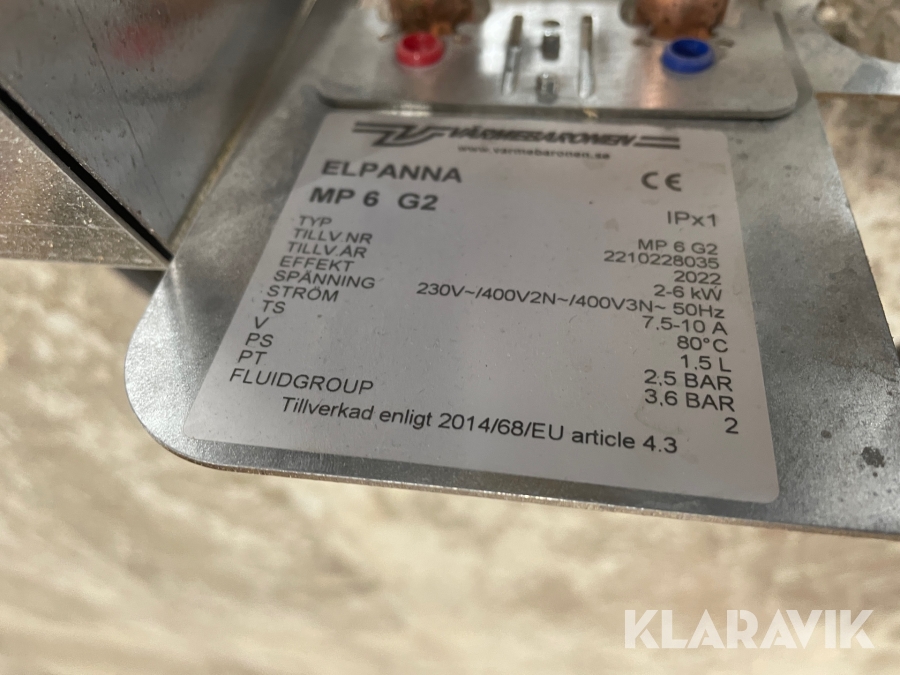 VÄRMEBARONEN
www.varmebaronen.se
ELPANNA
CE
MP 6 G2
IPx1
TYP MP 6 G2
TILLV.NR 2210228035
TILLV.ÅR 2022
EFFEKT 2-6 kW
SPÄNNING 230V~/400V2N~/400V3N~ 50Hz
STRÖM 7.5-10 A
TS 80°C
V 1,5 L
PS 2,5 BAR
PT 3,6 BAR
FLUIDGROUP 2
Tillverkad enligt 2014/68/EU article 4.3
KLARAVIK